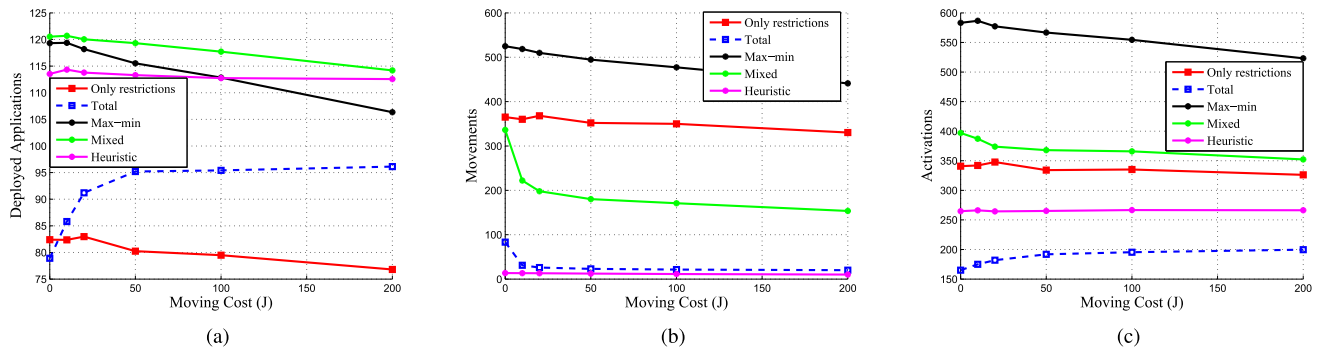 125
120
115
110
105
100
95
90
85
80
75
0
50
100
150
200
Deployed Applications
Moving Cost (J)
Only restrictions
Total
Max−min
Mixed
Heuristic
(a)
600
500
400
300
200
100
0
0
50
100
150
200
Movements
Moving Cost (J)
Only restrictions
Total
Max−min
Mixed
Heuristic
(b)
600
550
500
450
400
350
300
250
200
150
0
50
100
150
200
Activations
Moving Cost (J)
Only restrictions
Total
Max−min
Mixed
Heuristic
(c)